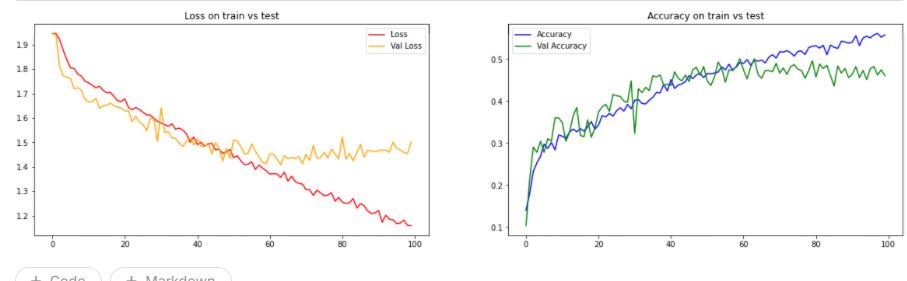 Loss on train vs test
Loss
Val Loss
1.9
1.8
1.7
1.6
1.5
1.4
1.3
1.2
0 20 40 60 80 100
Accuracy on train vs test
Accuracy
Val Accuracy
0.5
0.4
0.3
0.2
0.1
0 20 40 60 80 100
+ Code
+ Markdown